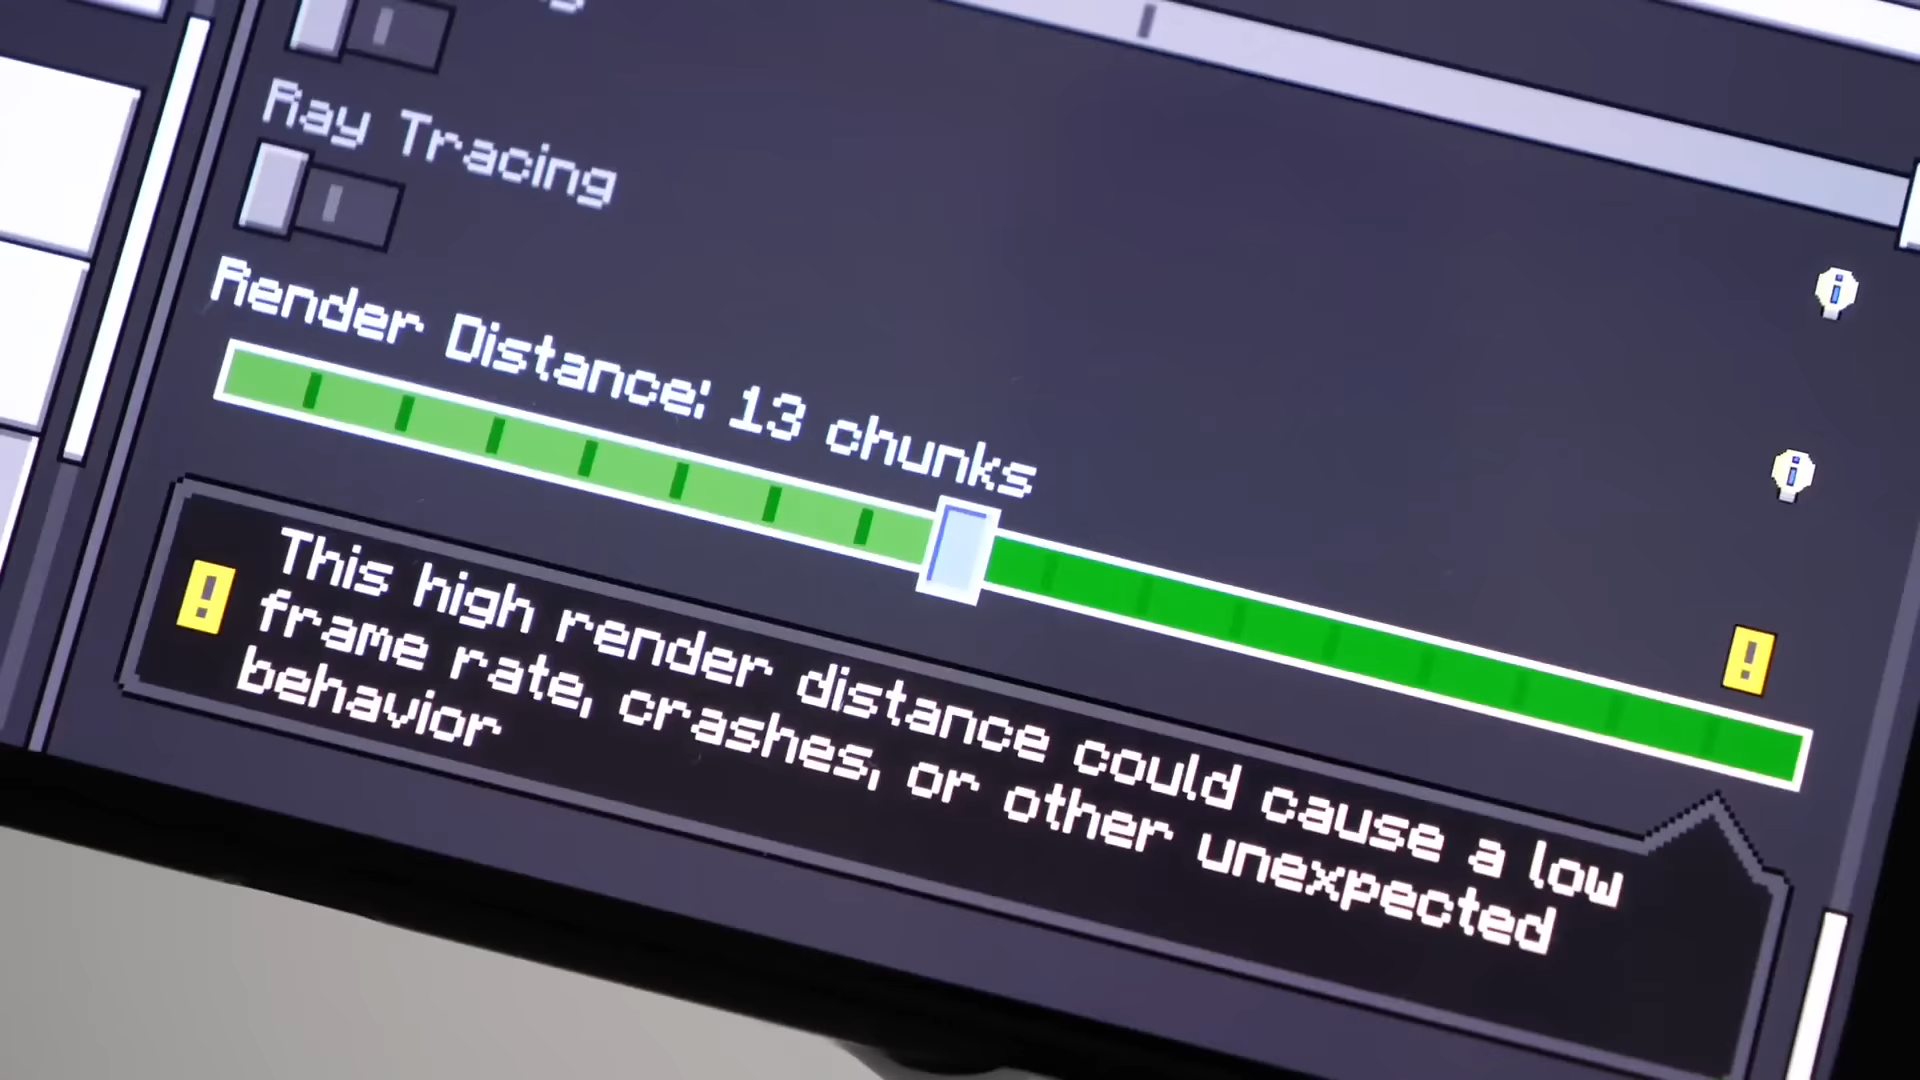 Ray Tracing
Render Distance: 13 chunks
This high render distance could cause a low
frame rate, crashes, or other unexpected
behavior